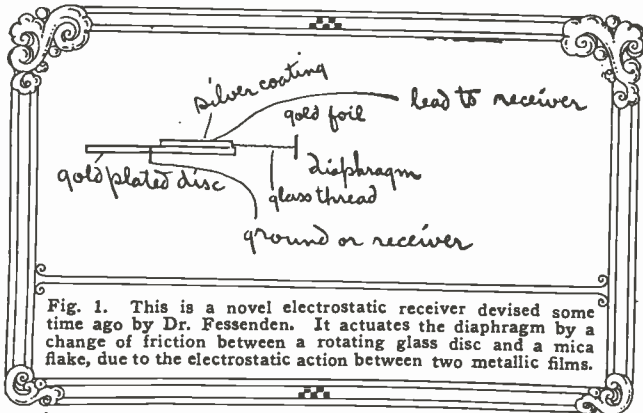 silver coating
gold foil
lead to receiver
gold plated disc
diaphragm
glass thread
ground or receiver
Fig. 1. This is a novel electrostatic receiver devised some
time ago by Dr. Fessenden. It actuates the diaphragm by a
change of friction between a rotating glass disc and a mica
flake, due to the electrostatic action between two metallic films.